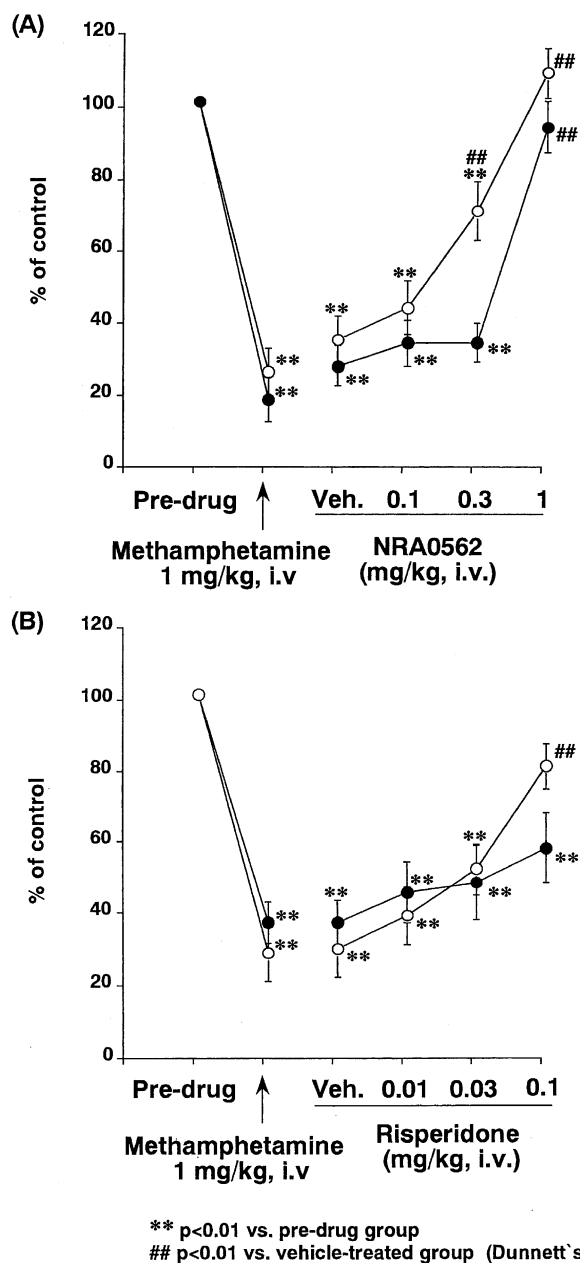 (A)
120
100
80
60
40
20
0
% of control
**
**
**
**
**
**
##
**
**
##
##
Pre-drug
Veh. 0.1 0.3 1
Methamphetamine
1 mg/kg, i.v
NRA0562
(mg/kg, i.v.)
(B)
120
100
80
60
40
20
0
% of control
**
**
**
**
**
**
**
**
##
**
Pre-drug
Veh. 0.01 0.03 0.1
Methamphetamine
1 mg/kg, i.v
Risperidone
(mg/kg, i.v.)
** p<0.01 vs. pre-drug group
## p<0.01 vs. vehicle-treated group (Dunnett`s